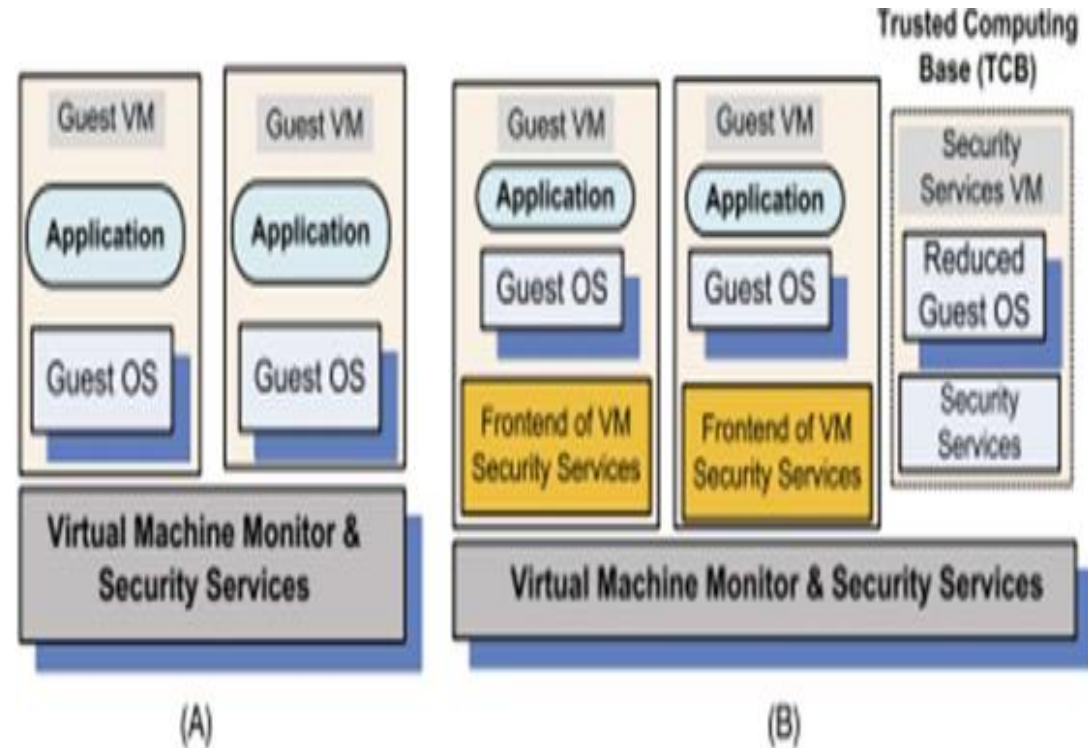 Trusted Computing
Base (TCB)
Guest VM
Application
Guest OS
Guest VM
Application
Guest OS
Virtual Machine Monitor &
Security Services
(A)
Guest VM
Application
Guest OS
Frontend of VM
Security Services
Guest VM
Application
Guest OS
Frontend of VM
Security Services
Security
Services VM
Reduced
Guest OS
Security
Services
Virtual Machine Monitor & Security Services
(B)